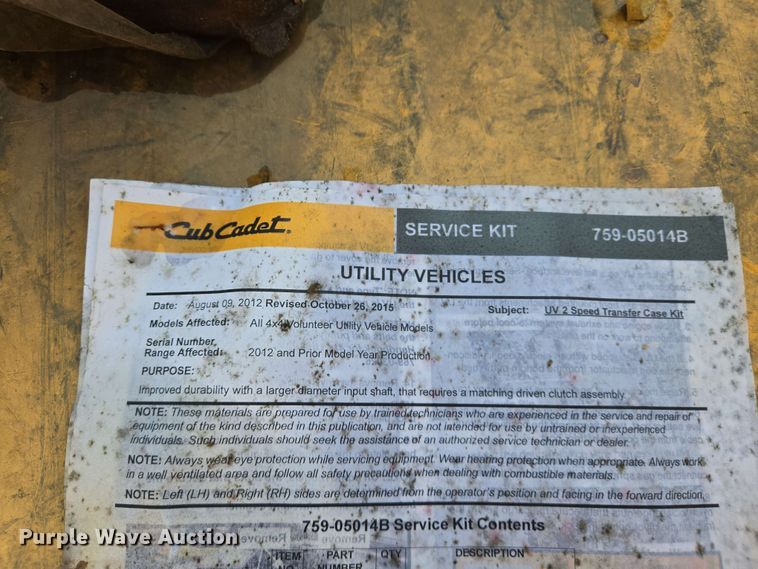 Cub Cadet.
SERVICE KIT 759-05014B
UTILITY VEHICLES
Date: August 09, 2012 Revised October 26, 2015 Subject: UV 2 Speed Transfer Case Kit
Models Affected: All 4x4 Volunteer Utility Vehicle Models
Serial Number
Range Affected: 2012 and Prior Model Year Production
PURPOSE:
Improved durability with a larger diameter input shaft, that requires a matching driven clutch assembly.
NOTE: These materials are prepared for use by trained technicians who are experienced in the service and repair of
equipment of the kind described in this publication, and are not intended for use by untrained or inexperienced
individuals. Such individuals should seek the assistance of an authorized service technician or dealer.
NOTE: Always wear eye protection while servicing equipment. Wear hearing protection when appropriate. Always work
in a well ventilated area and follow all safety precautions when dealing with combustible materials.
NOTE: Left (LH) and Right (RH) sides are determined from the operator's position and facing in the forward direction.
759-05014B Service Kit Contents
ITEM PART QTY DESCRIPTION
NO. NUMBER
Purple Wave Auction